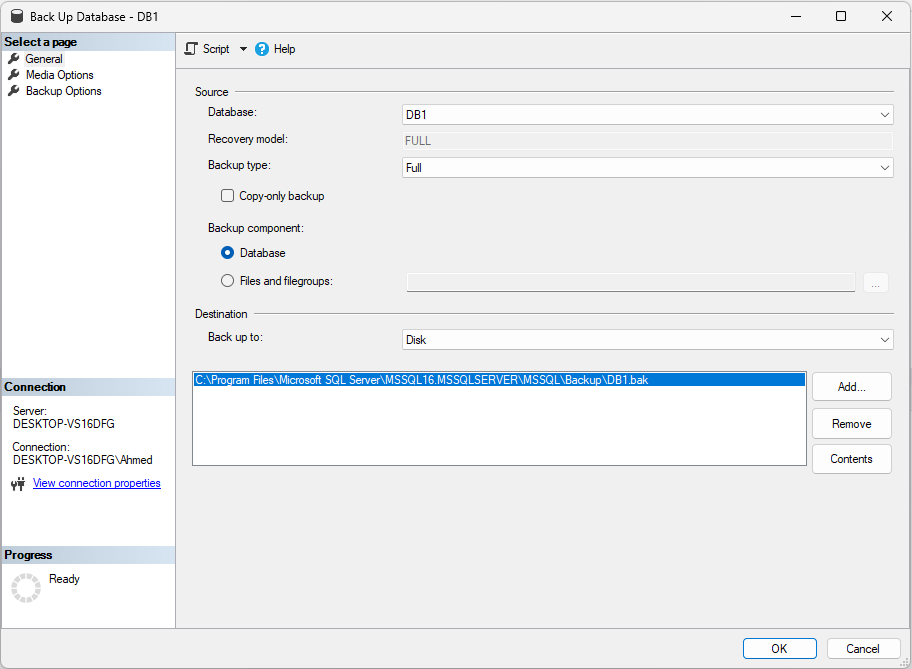 Back Up Database - DB1
Select a page
General
Media Options
Backup Options
Script
Help
Source
Database:
DB1
Recovery model:
FULL
Backup type:
Full
Copy-only backup
Backup component:
Database
Files and filegroups:
...
Destination
Back up to:
Disk
C:\Program Files\Microsoft SQL Server\MSSQL16.MSSQLSERVER\MSSQL\Backup\DB1.bak
Add...
Remove
Contents
Connection
Server:
DESKTOP-VS16DFG
Connection:
DESKTOP-VS16DFG\Ahmed
View connection properties
Progress
Ready
OK
Cancel